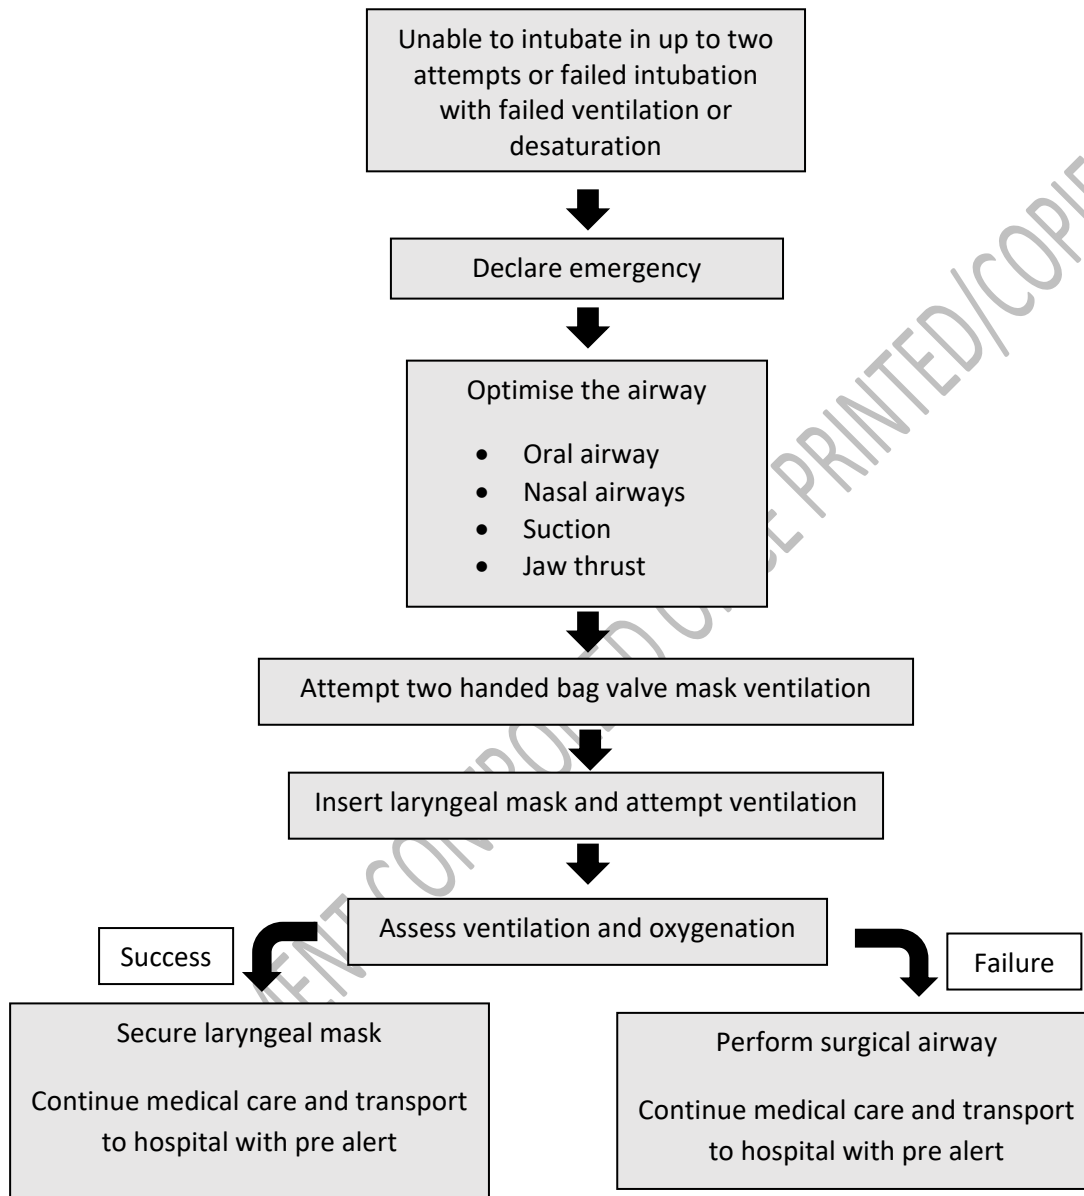 Unable to intubate in up to two
attempts or failed intubation
with failed ventilation or
desaturation
Declare emergency
Optimise the airway
• Oral airway
• Nasal airways
• Suction
• Jaw thrust
Attempt two handed bag valve mask ventilation
Insert laryngeal mask and attempt ventilation
Assess ventilation and oxygenation
Success
Failure
Secure laryngeal mask
Continue medical care and transport
to hospital with pre alert
Perform surgical airway
Continue medical care and transport
to hospital with pre alert